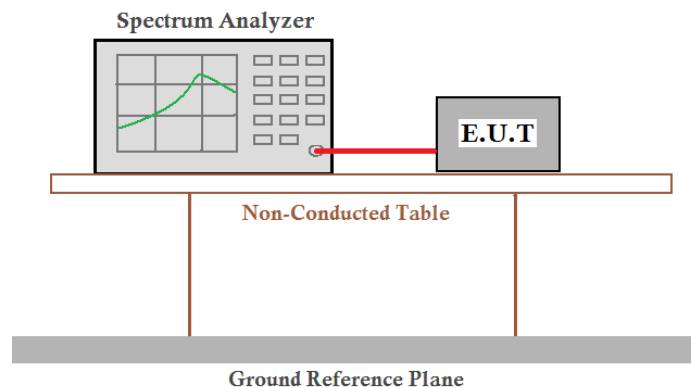 Spectrum Analyzer
E.U.T
Non-Conducted Table
Ground Reference Plane